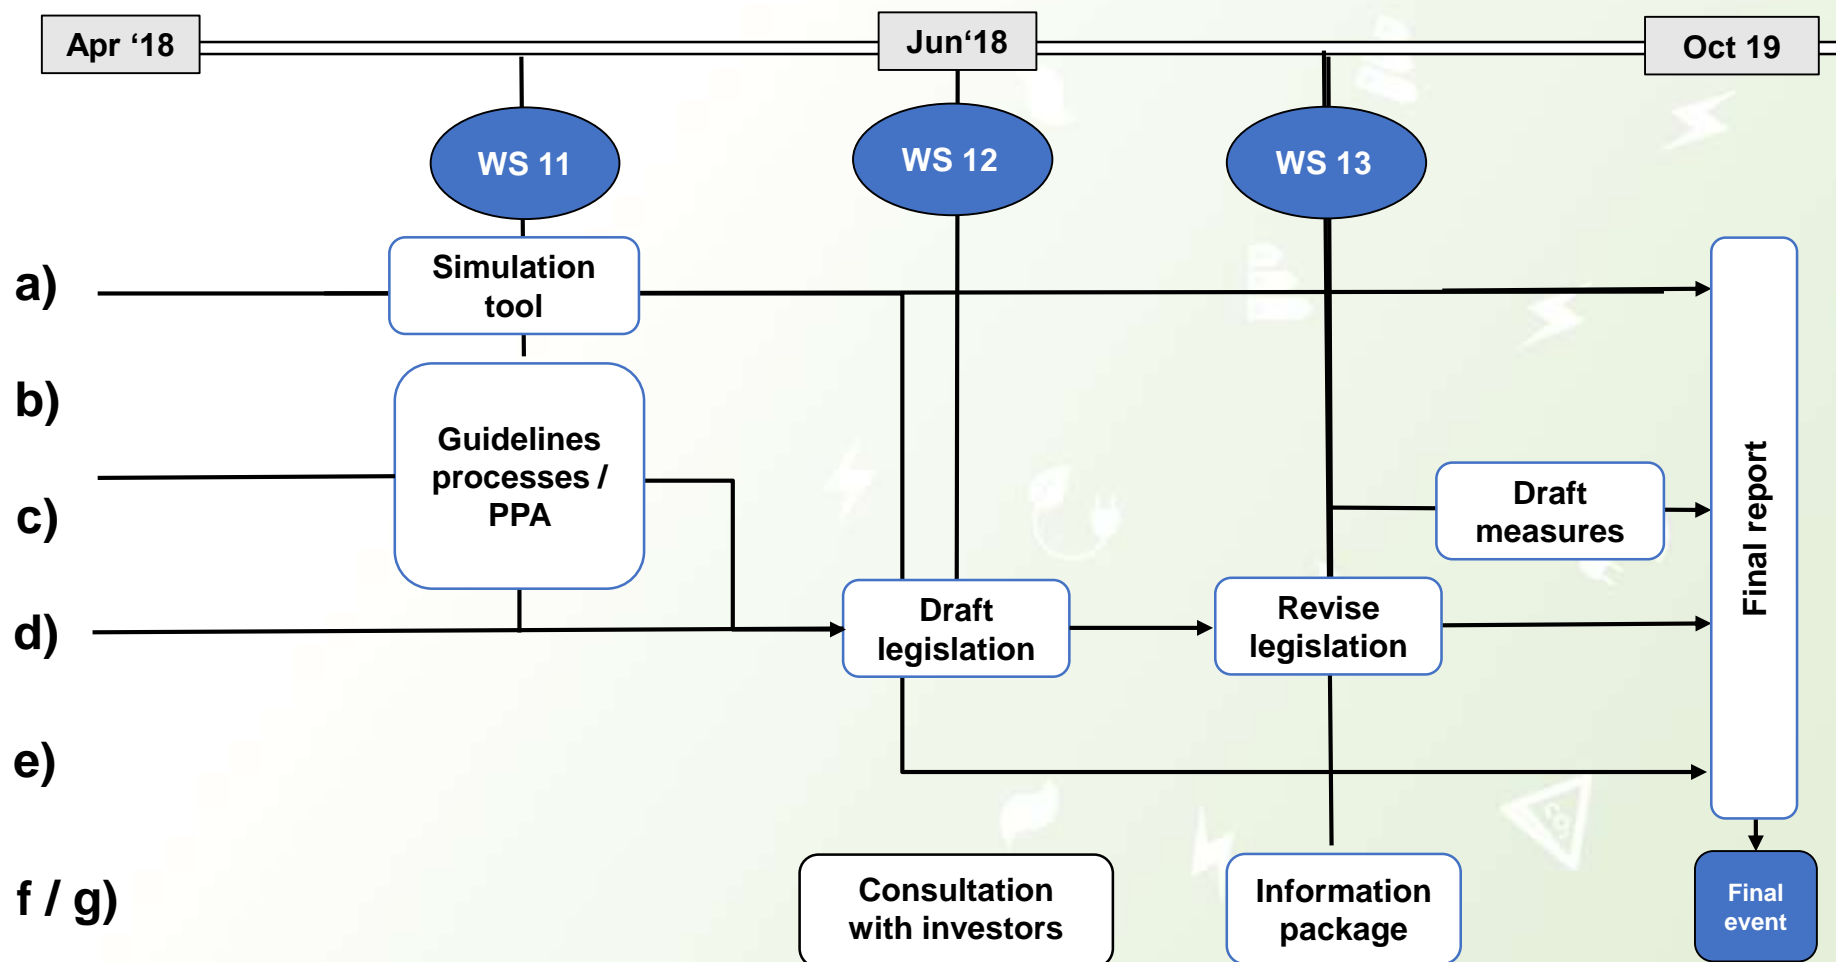 Apr ‘18
Jun‘18
Oct 19
WS 11
WS 12
WS 13
a)
Simulation
tool
b)
Guidelines
processes /
PPA
c)
Draft
measures
Final report
d)
Draft
legislation
Revise
legislation
e)
f / g)
Consultation
with investors
Information
package
Final
event